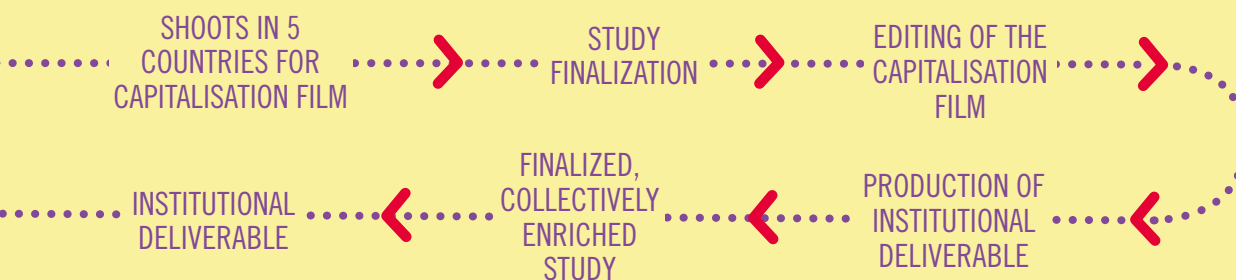 SHOOTS IN 5
COUNTRIES FOR
CAPITALISATION FILM
STUDY
FINALIZATION
EDITING OF THE
CAPITALISATION
FILM
PRODUCTION OF
INSTITUTIONAL
DELIVERABLE
FINALIZED,
COLLECTIVELY
ENRICHED
STUDY
INSTITUTIONAL
DELIVERABLE